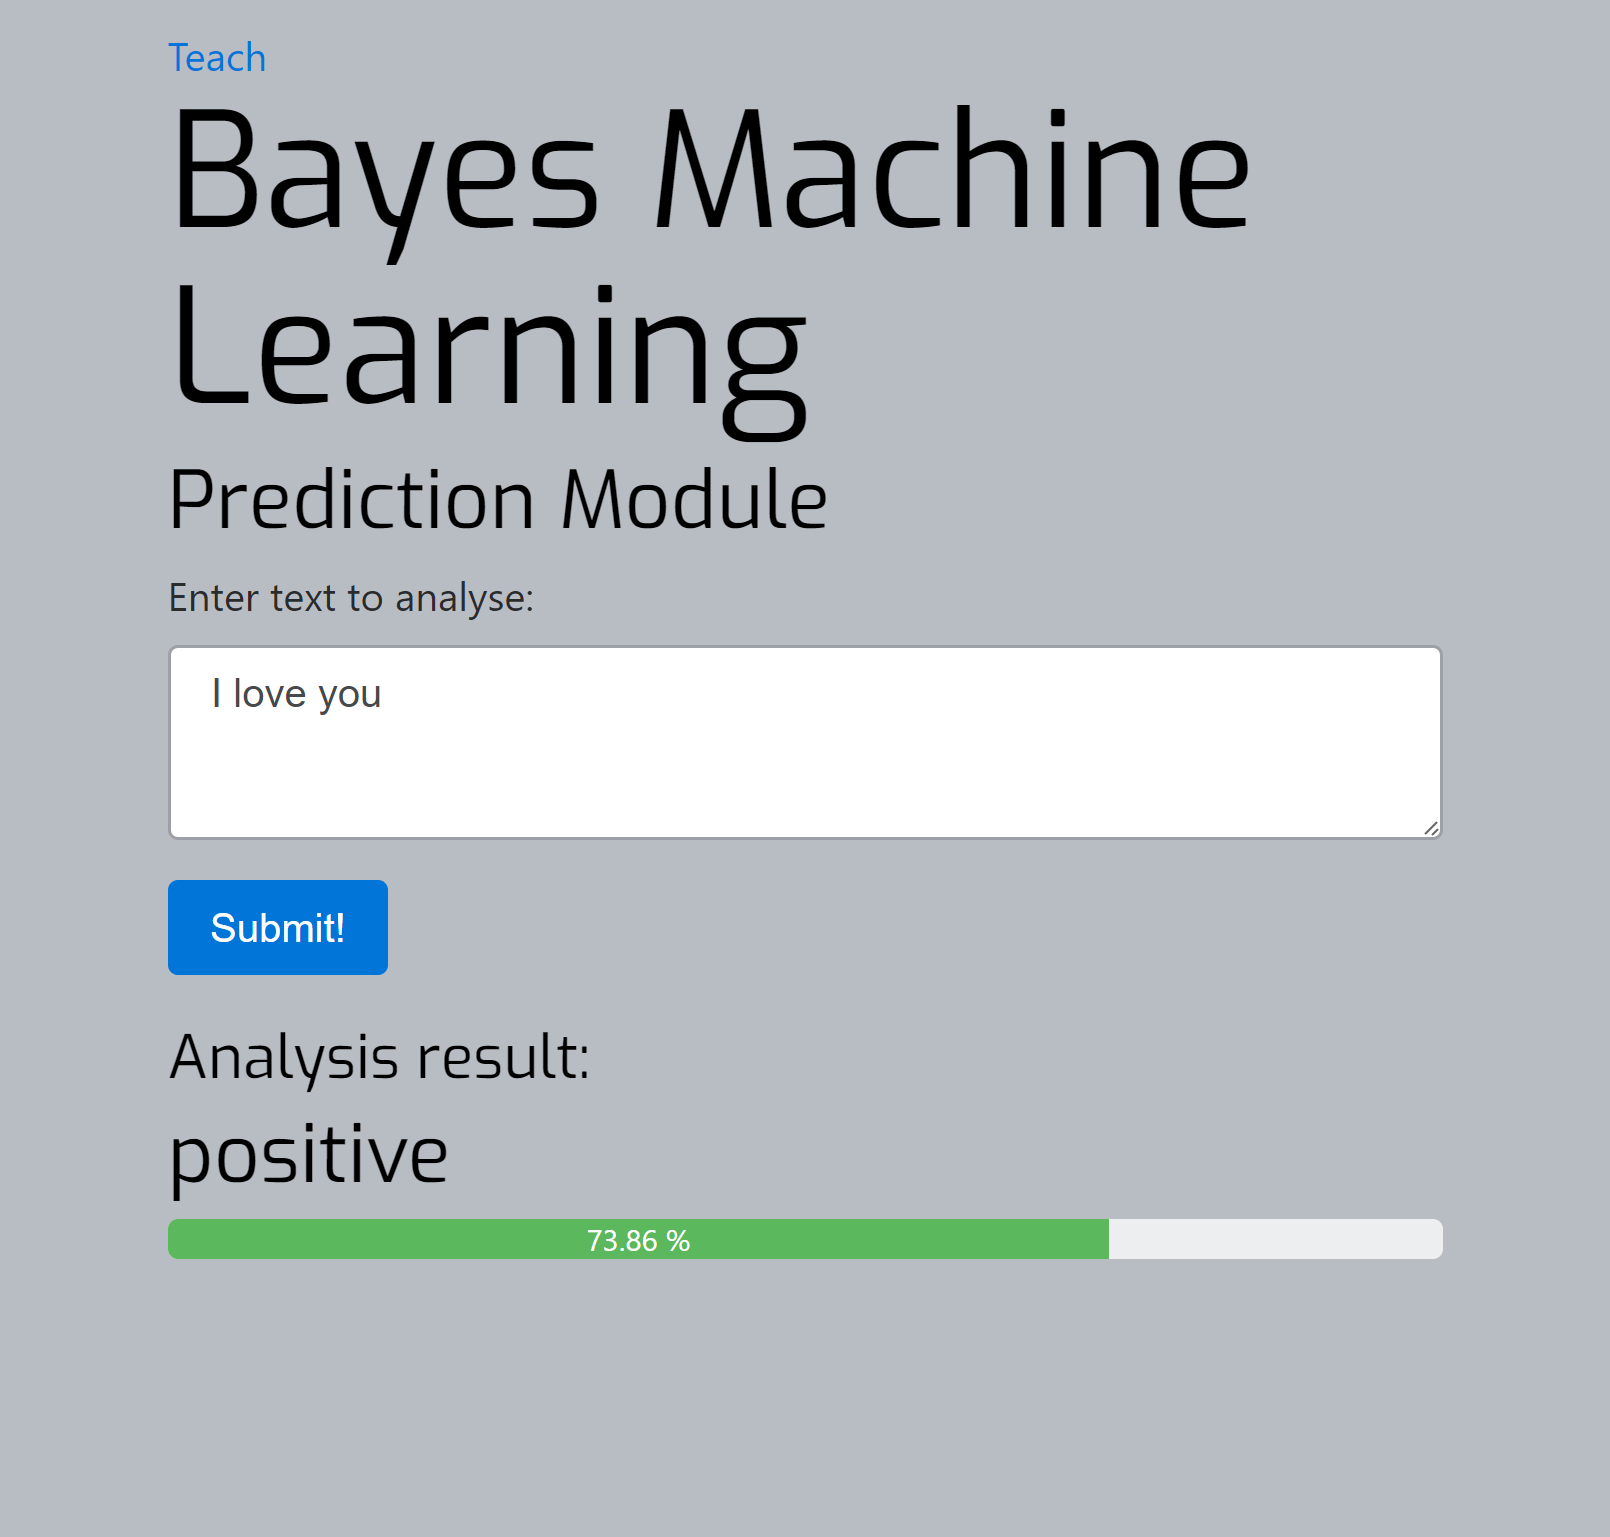 Teach
Bayes Machine
Learning
Prediction Module
Enter text to analyse:
I love you
Submit!
Analysis result:
positive
73.86 %